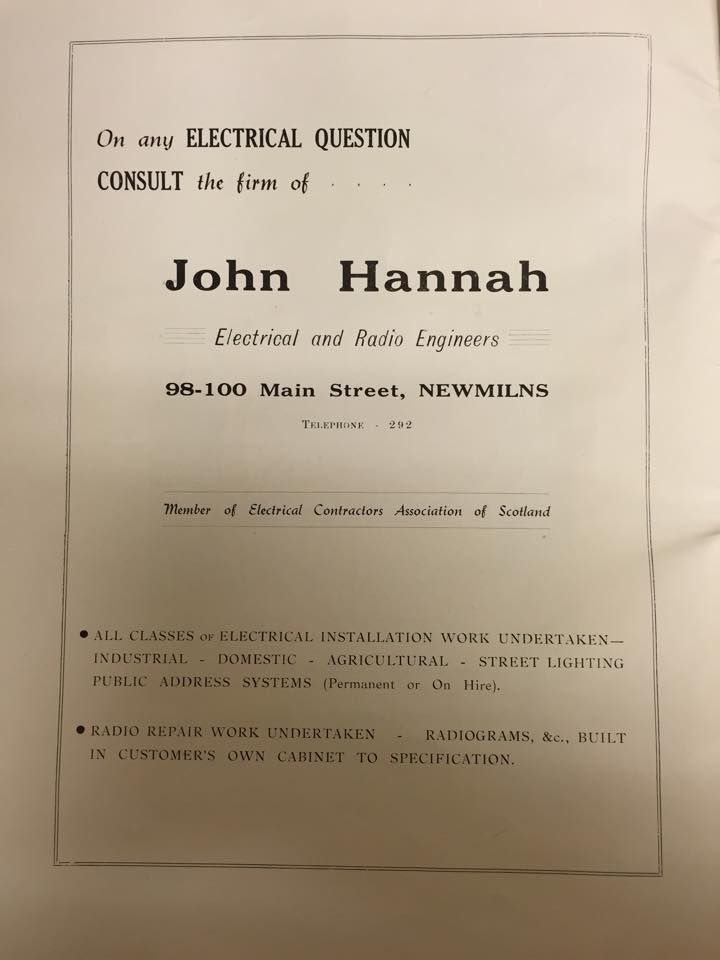 On any ELECTRICAL QUESTION
CONSULT the firm of . . . .
John Hannah
Electrical and Radio Engineers
98-100 Main Street, NEWMILNS
TELEPHONE - 292
Member of Electrical Contractors Association of Scotland
● ALL CLASSES OF ELECTRICAL INSTALLATION WORK UNDERTAKEN—
INDUSTRIAL - DOMESTIC - AGRICULTURAL - STREET LIGHTING
PUBLIC ADDRESS SYSTEMS (Permanent or On Hire).
● RADIO REPAIR WORK UNDERTAKEN - RADIOGRAMS, &c., BUILT
IN CUSTOMER'S OWN CABINET TO SPECIFICATION.